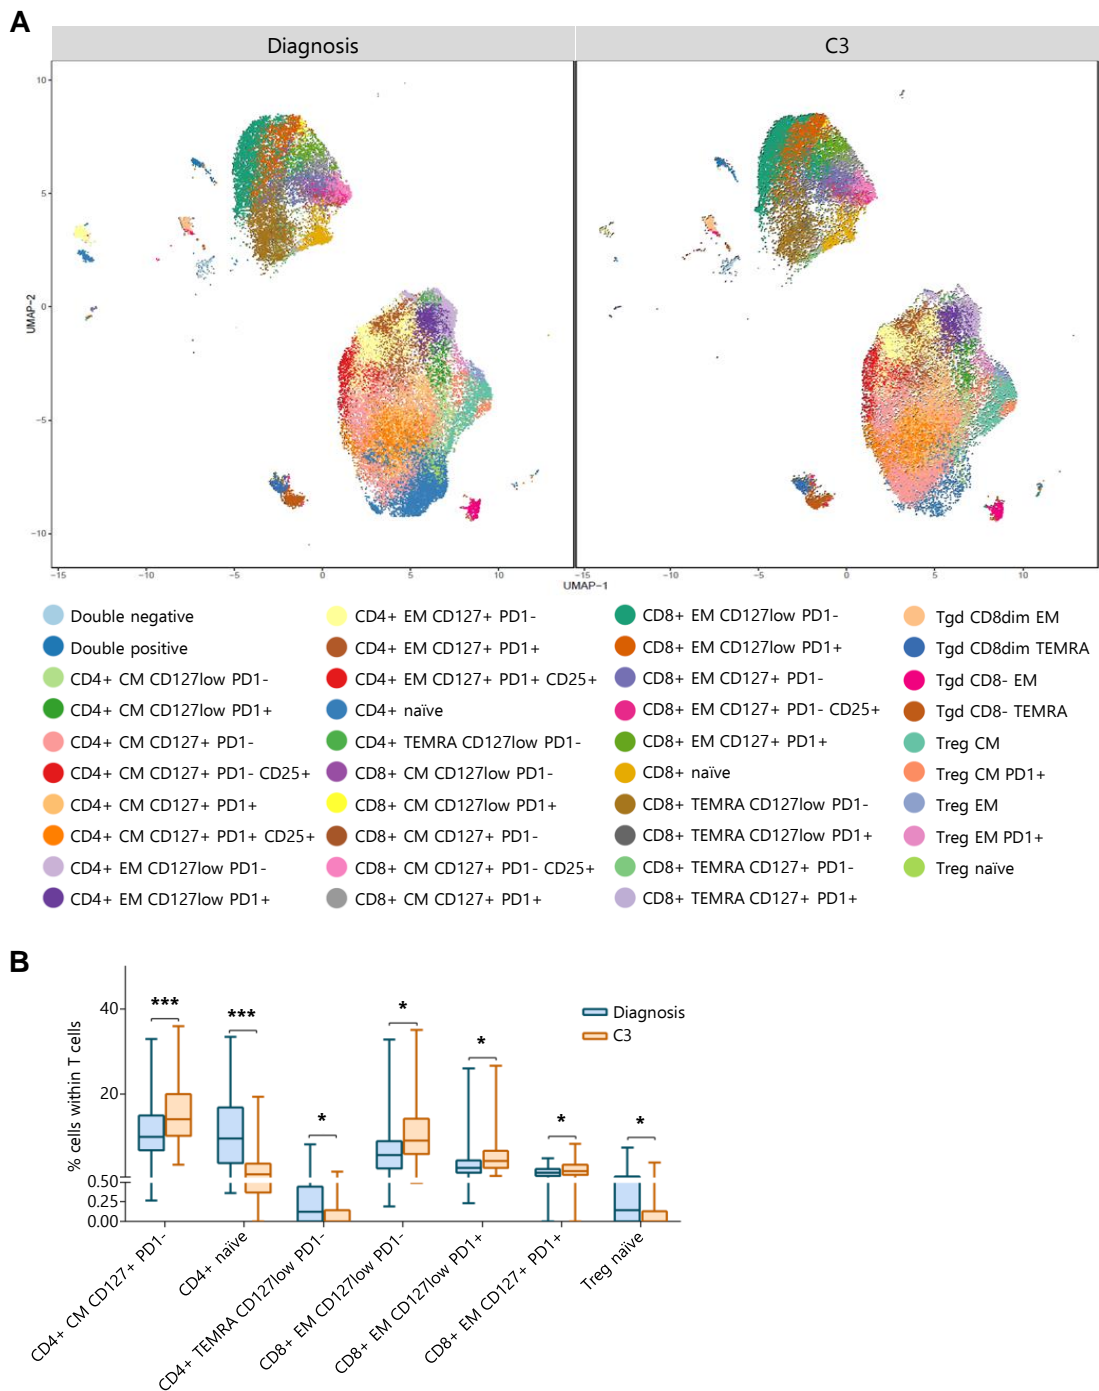 A
Diagnosis
C3
10
5
0
−5
−10
UMAP−2
−15
−10
−5
0
5
10
−15
−10
−5
0
5
10
UMAP−1
Double negative
Double positive
CD4+ CM CD127low PD1-
CD4+ CM CD127low PD1+
CD4+ CM CD127+ PD1-
CD4+ CM CD127+ PD1- CD25+
CD4+ CM CD127+ PD1+
CD4+ CM CD127+ PD1+ CD25+
CD4+ EM CD127low PD1-
CD4+ EM CD127low PD1+
CD4+ EM CD127+ PD1-
CD4+ EM CD127+ PD1+
CD4+ EM CD127+ PD1+ CD25+
CD4+ naïve
CD4+ TEMRA CD127low PD1-
CD8+ CM CD127low PD1-
CD8+ CM CD127low PD1+
CD8+ CM CD127+ PD1-
CD8+ CM CD127+ PD1- CD25+
CD8+ CM CD127+ PD1+
CD8+ EM CD127low PD1-
CD8+ EM CD127low PD1+
CD8+ EM CD127+ PD1-
CD8+ EM CD127+ PD1- CD25+
CD8+ EM CD127+ PD1+
CD8+ naïve
CD8+ TEMRA CD127low PD1-
CD8+ TEMRA CD127low PD1+
CD8+ TEMRA CD127+ PD1-
CD8+ TEMRA CD127+ PD1+
Tgd CD8dim EM
Tgd CD8dim TEMRA
Tgd CD8- EM
Tgd CD8- TEMRA
Treg CM
Treg CM PD1+
Treg EM
Treg EM PD1+
Treg naïve
B
% cells within T cells
40
20
0.50
0.25
0.00
***
***
*
*
*
*
*
Diagnosis
C3
CD4+ CM CD127+ PD1-
CD4+ naïve
CD4+ TEMRA CD127low PD1-
CD8+ EM CD127low PD1-
CD8+ EM CD127low PD1+
CD8+ EM CD127+ PD1+
Treg naïve